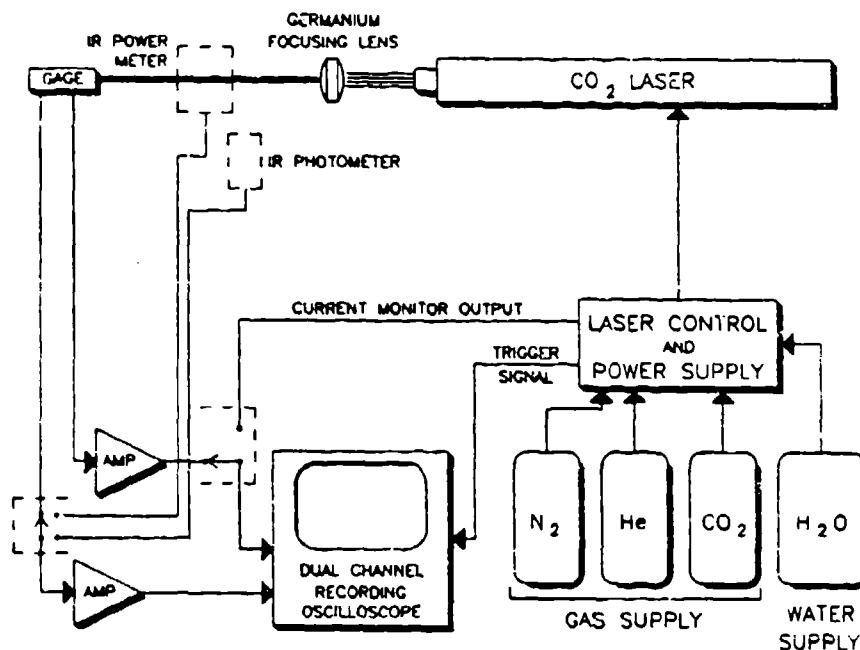 GERMANIUM
FOCUSING LENS
IR POWER
METER
GAGE
CO2 LASER
IR PHOTOMETER
CURRENT MONITOR OUTPUT
LASER CONTROL
AND
POWER SUPPLY
TRIGGER
SIGNAL
AMP
N2
He
CO2
H2O
DUAL CHANNEL
RECORDING
OSCILLOSCOPE
AMP
GAS SUPPLY
WATER
SUPPLY